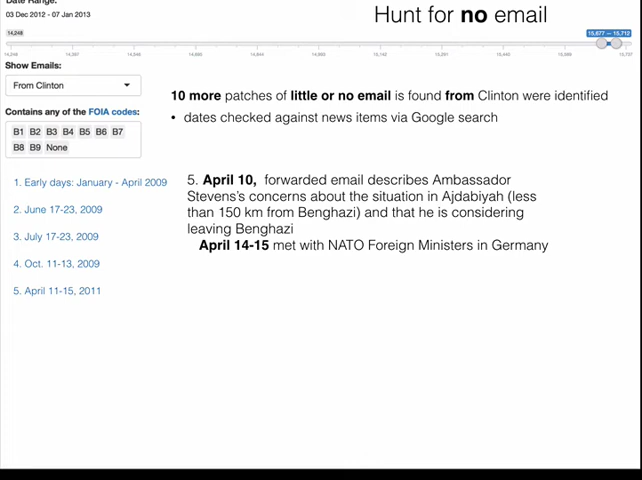 Date Range:
03 Dec 2012 - 07 Jan 2013
Hunt for no email
14,248
15,677 — 15,712
Show Emails:
From Clinton
Contains any of the FOIA codes:
B1 B2 B3 B4 B5 B6 B7
B8 B9 None
10 more patches of little or no email is found from Clinton were identified
• dates checked against news items via Google search
1. Early days: January - April 2009
2. June 17-23, 2009
3. July 17-23, 2009
4. Oct. 11-13, 2009
5. April 11-15, 2011
5. April 10, forwarded email describes Ambassador
Stevens's concerns about the situation in Ajdabiyah (less
than 150 km from Benghazi) and that he is considering
leaving Benghazi
April 14-15 met with NATO Foreign Ministers in Germany